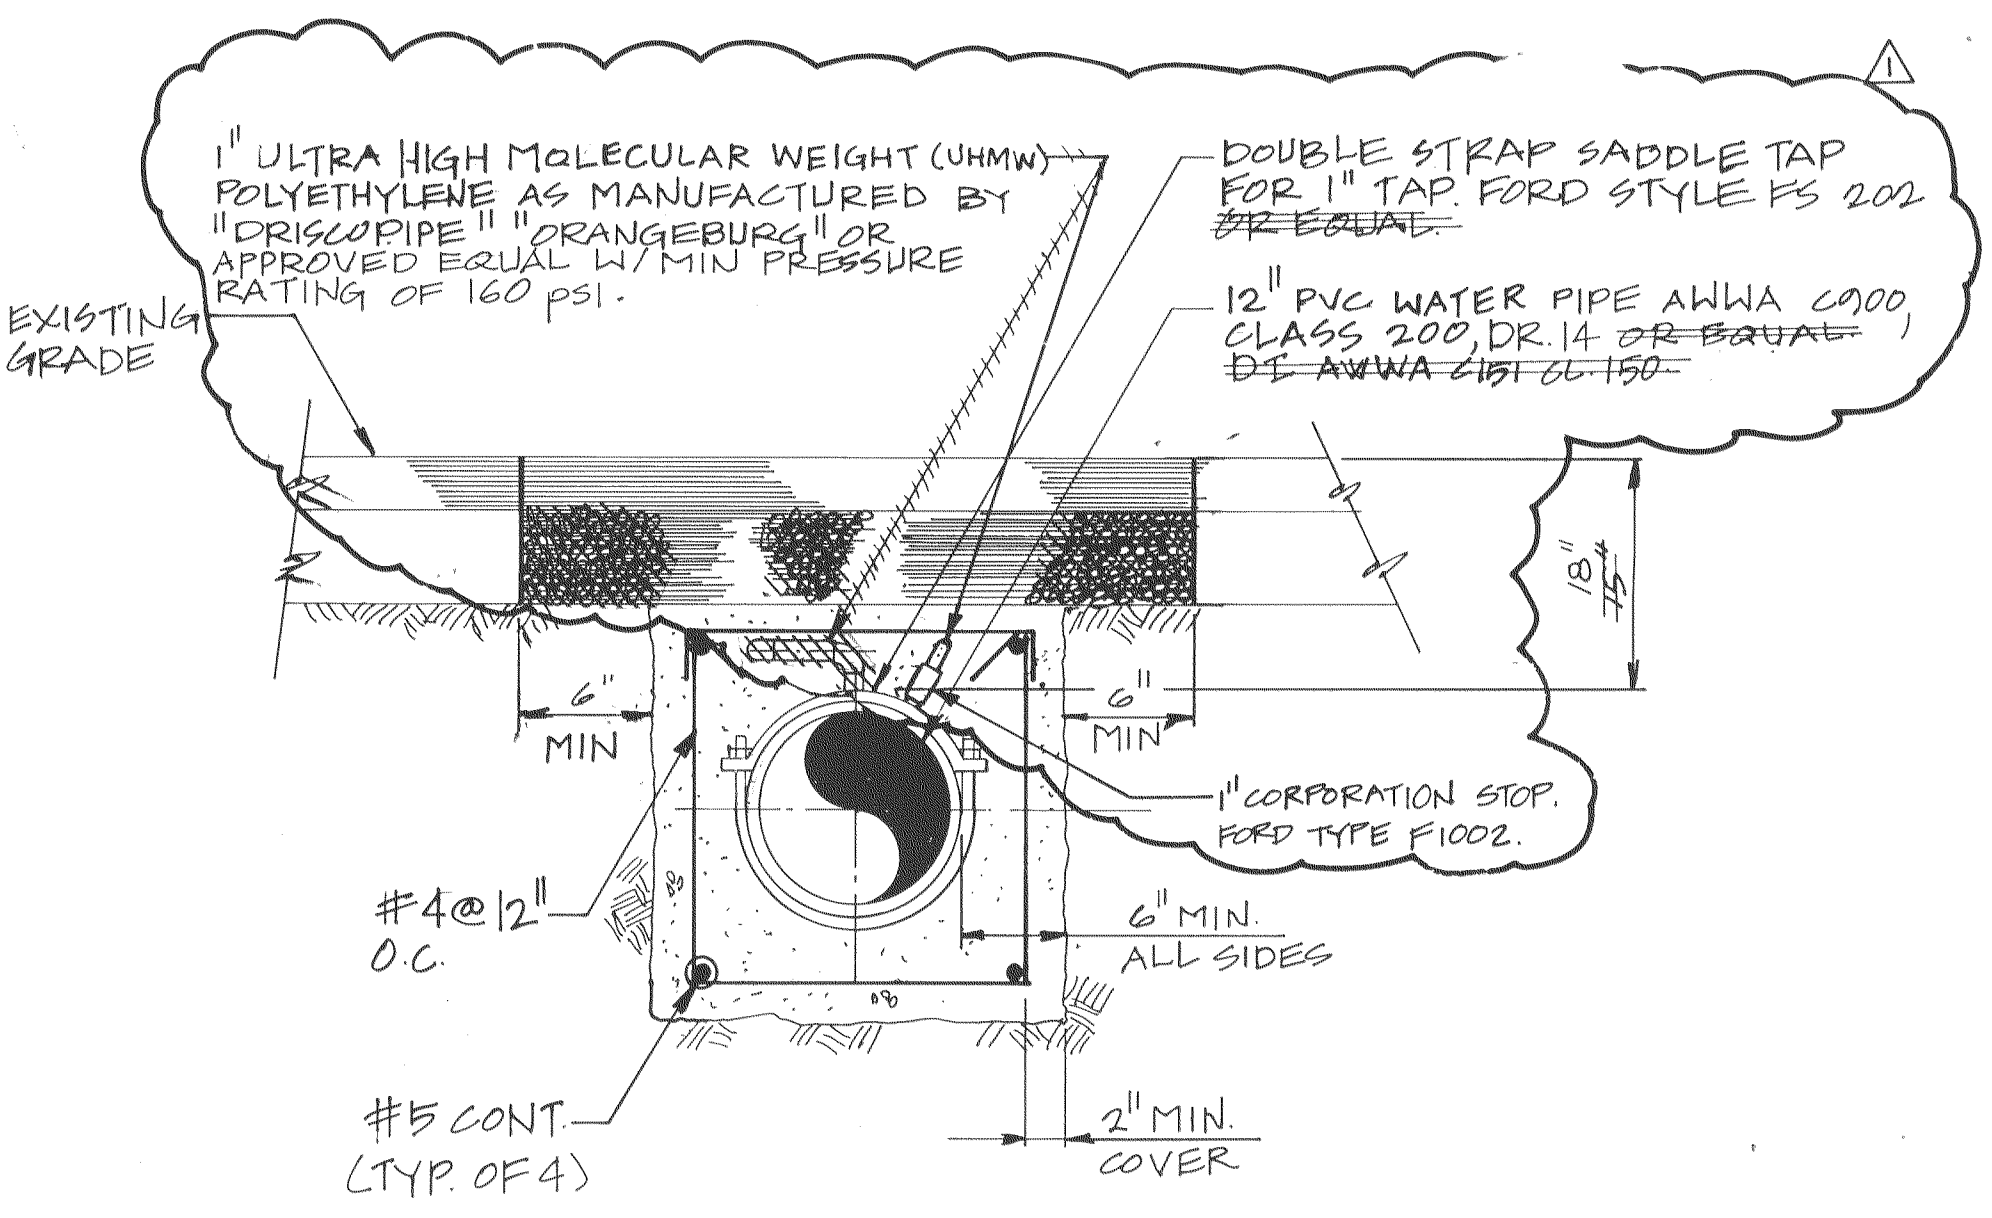 1
1" ULTRA HIGH MOLECULAR WEIGHT (UHMW)
POLYETHYLENE AS MANUFACTURED BY
"DRISCOPIPE" "ORANGEBURG" OR
APPROVED EQUAL W/ MIN PRESSURE
RATING OF 160 psi.
DOUBLE STRAP SADDLE TAP
FOR 1" TAP. FORD STYLE FS 202
OR EQUAL.
12" PVC WATER PIPE AWWA C900,
CLASS 200, DR. 14 OR EQUAL,
DI AWWA C151 CL. 150
EXISTING
GRADE
18"
15"
6"
MIN
6"
MIN
1" CORPORATION STOP.
FORD TYPE F1002.
#4@12"
O.C.
6" MIN.
ALL SIDES
#5 CONT.
(TYP. OF 4)
2" MIN.
COVER